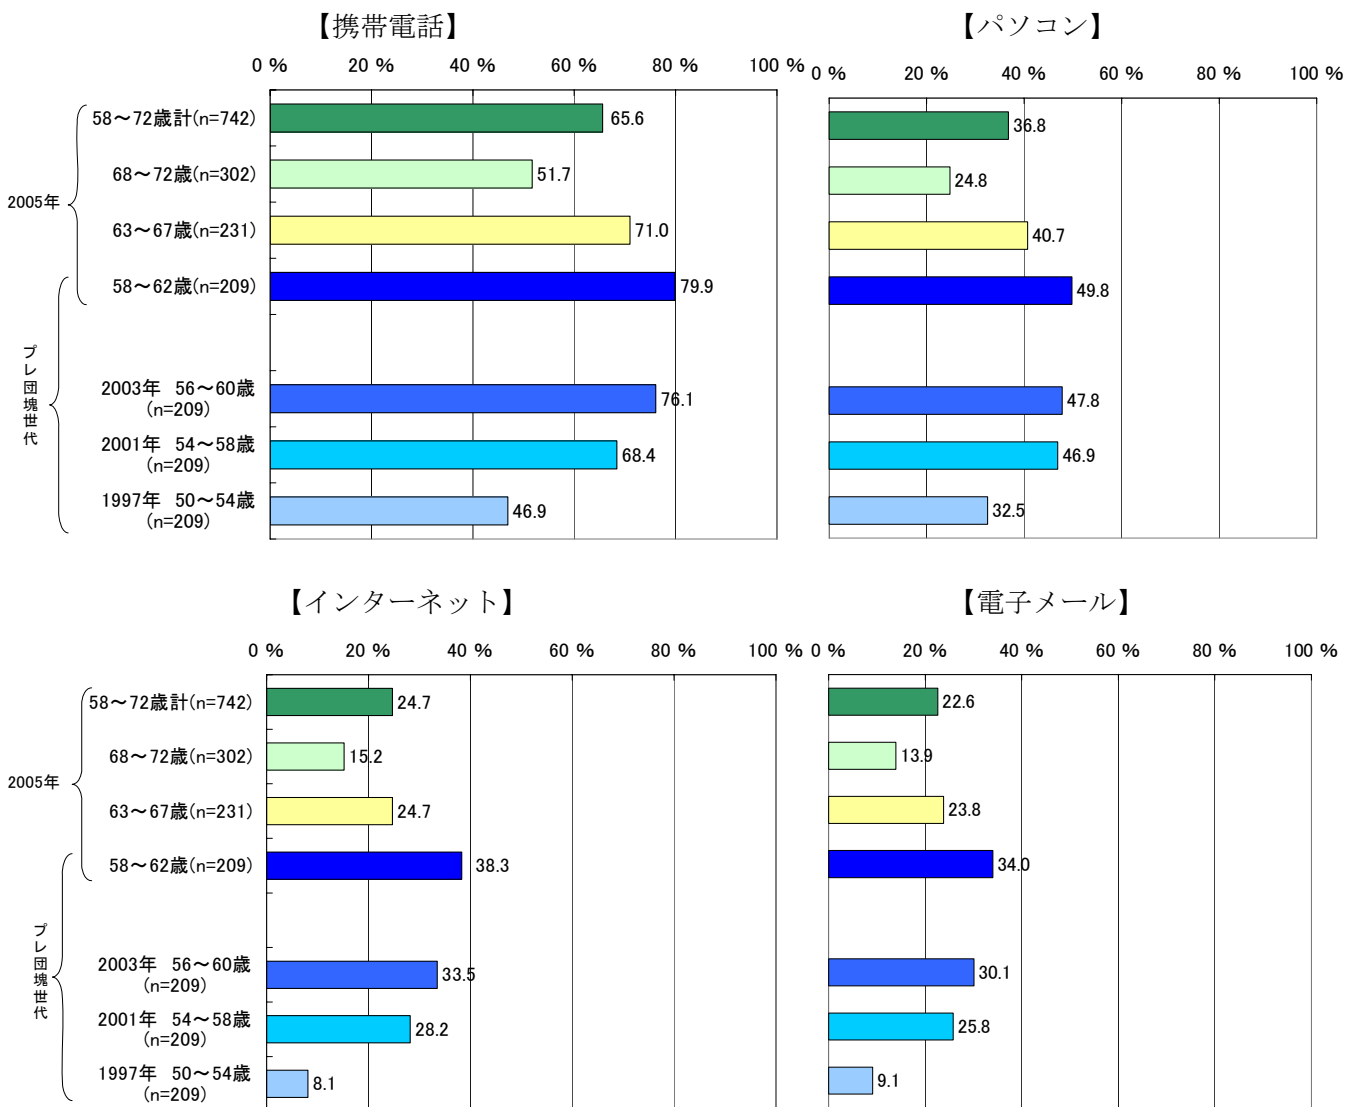 【携帯電話】
0 % 20 % 40 % 60 % 80 % 100 %
2005年
58～72歳計(n=742) 65.6
68～72歳(n=302) 51.7
63～67歳(n=231) 71.0
58～62歳(n=209) 79.9
プレ団塊世代
2003年 56～60歳
(n=209) 76.1
2001年 54～58歳
(n=209) 68.4
1997年 50～54歳
(n=209) 46.9
【パソコン】
0 % 20 % 40 % 60 % 80 % 100 %
36.8
24.8
40.7
49.8
47.8
46.9
32.5
【インターネット】
0 % 20 % 40 % 60 % 80 % 100 %
2005年
58～72歳計(n=742) 24.7
68～72歳(n=302) 15.2
63～67歳(n=231) 24.7
58～62歳(n=209) 38.3
プレ団塊世代
2003年 56～60歳
(n=209) 33.5
2001年 54～58歳
(n=209) 28.2
1997年 50～54歳
(n=209) 8.1
【電子メール】
0 % 20 % 40 % 60 % 80 % 100 %
22.6
13.9
23.8
34.0
30.1
25.8
9.1